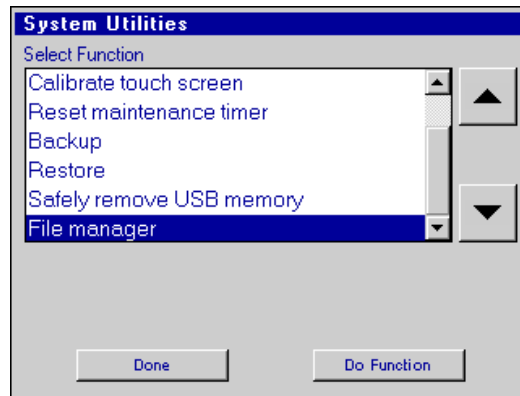 System Utilities
Select Function
Calibrate touch screen
Reset maintenance timer
Backup
Restore
Safely remove USB memory
File manager
Done Do Function